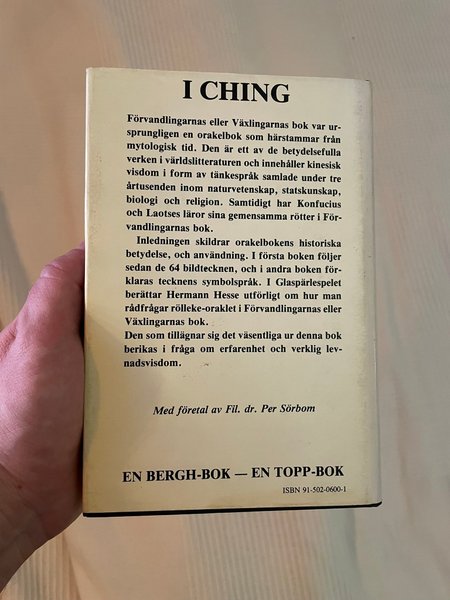 I CHING
Förvandlingarnas eller Växlingarnas bok var ur-
sprungligen en orakelbok som härstammar från
mytologisk tid. Den är ett av de betydelsefulla
verken i världslitteraturen och innehåller kinesisk
visdom i form av tänkespråk samlade under tre
årtusenden inom naturvetenskap, statskunskap,
biologi och religion. Samtidigt har Konfucius
och Laotses läror sina gemensamma rötter i För-
vandlingarnas bok.
Inledningen skildrar orakelbokens historiska
betydelse, och användning. I första boken följer
sedan de 64 bildtecknen, och i andra boken för-
klaras tecknens symbolspråk. I Glaspärlespelet
berättar Hermann Hesse utförligt om hur man
rådfrågar rölleke-oraklet i Förvandlingarnas eller
Växlingarnas bok.
Den som tillägnar sig det väsentliga ur denna bok
berikas i fråga om erfarenhet och verklig lev-
nadsvisdom.
Med företal av Fil. dr. Per Sörbom
EN BERGH-BOK — EN TOPP-BOK
ISBN 91-502-0600-1